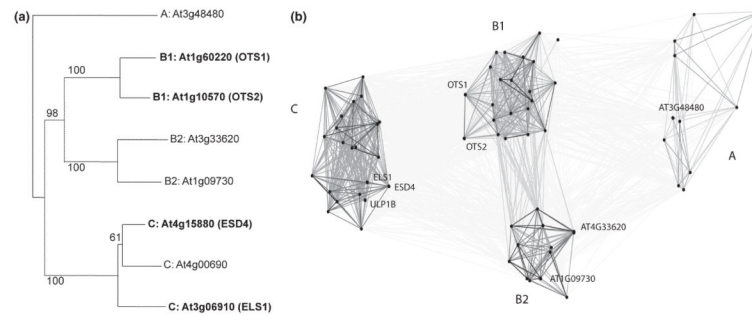 (a)
A: At3g48480
B1: At1g60220 (OTS1)
100
B1: At1g10570 (OTS2)
98
B2: At3g33620
100
B2: At1g09730
C: At4g15880 (ESD4)
61
C: At4g00690
100
C: At3g06910 (ELS1)
(b)
B1
OTS1
C
AT3G48480
OTS2
A
ELS1
ESD4
ULP1B
AT4G33620
AT1G09730
B2